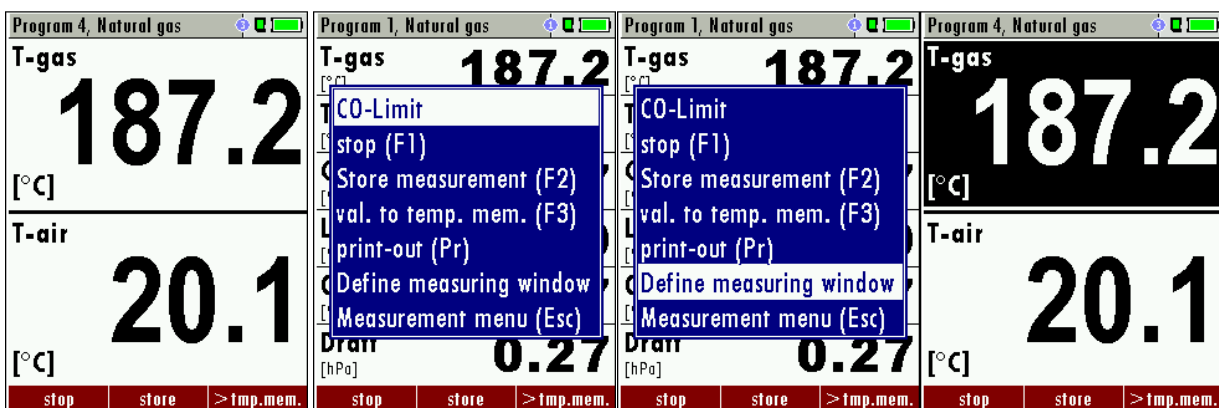 Program 4, Natural gas
T-gas
187.2
[°C]
T-air
20.1
[°C]
stop store >tmp.mem.
Program 1, Natural gas
T-gas 187.2
[°C]
CO-Limit
stop (F1)
Store measurement (F2)
val. to temp. mem. (F3)
print-out (Pr)
Define measuring window
Measurement menu (Esc)
Draft 0.27
[hPa]
stop store >tmp.mem.
Program 1, Natural gas
T-gas 187.2
[°C]
CO-Limit
stop (F1)
Store measurement (F2)
val. to temp. mem. (F3)
print-out (Pr)
Define measuring window
Measurement menu (Esc)
Draft 0.27
[hPa]
stop store >tmp.mem.
Program 4, Natural gas
T-gas
187.2
[°C]
T-air
20.1
[°C]
stop store >tmp.mem.